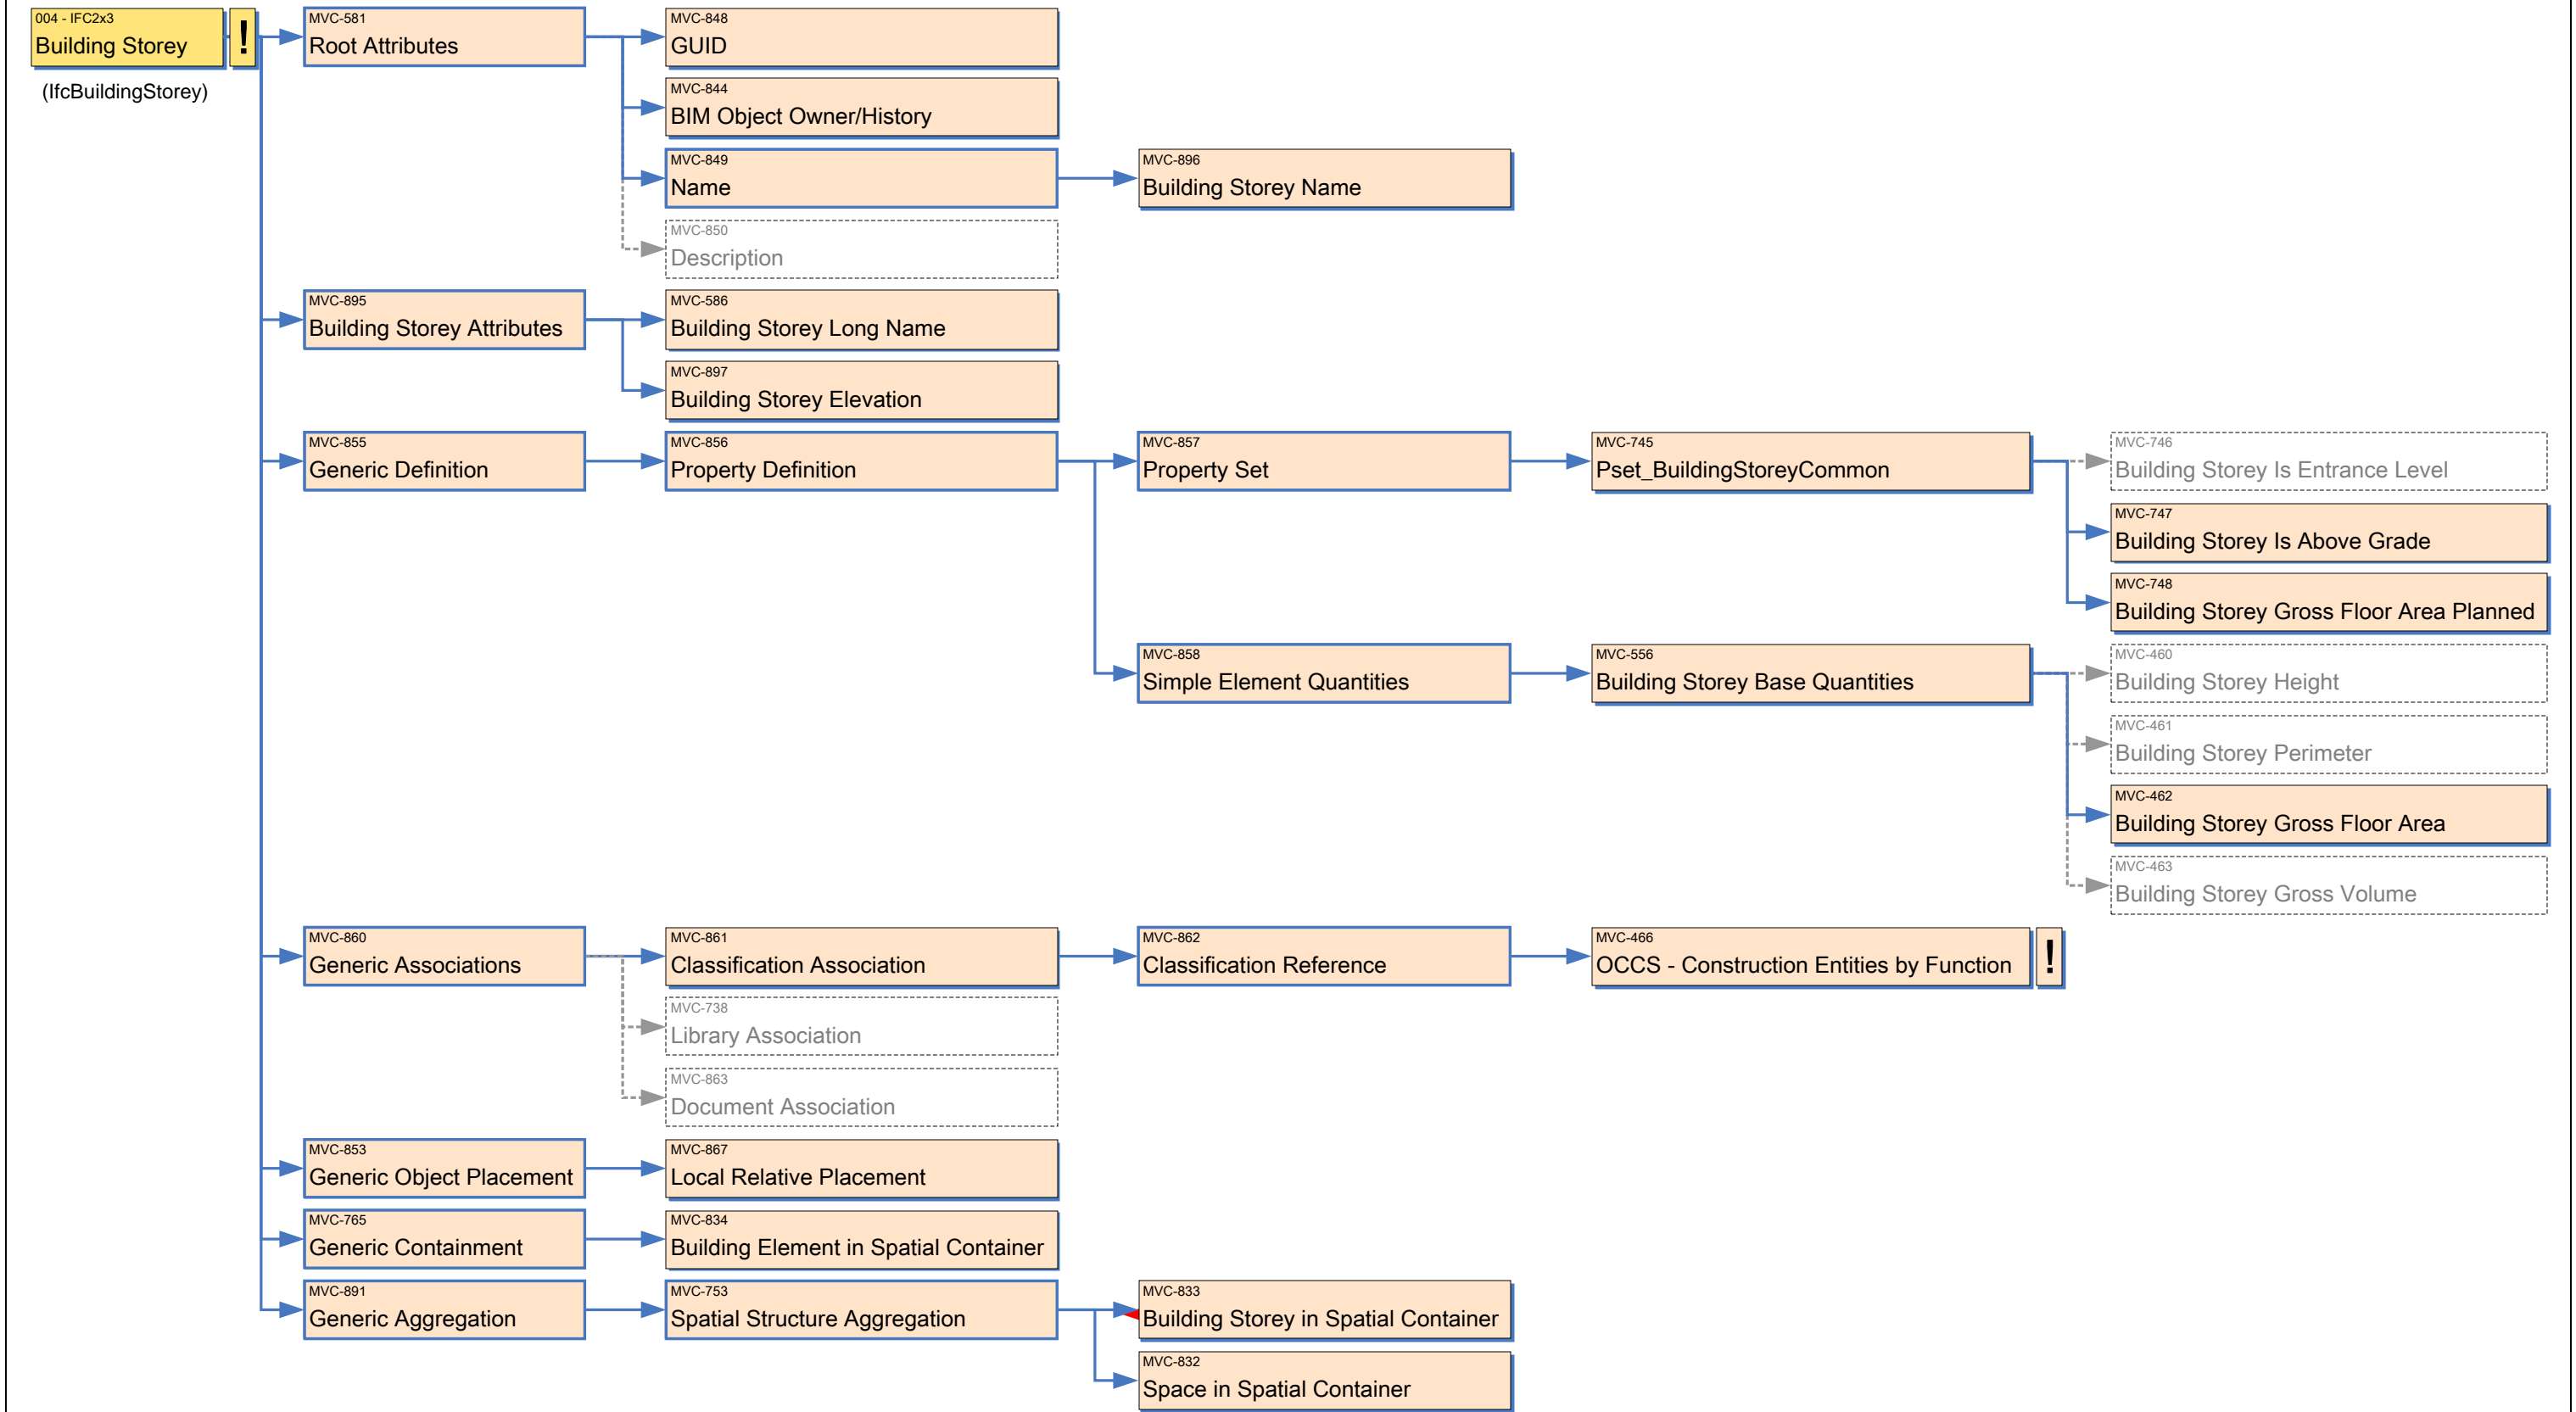 004 - IFC2x3
Building Storey
!
(IfcBuildingStorey)
MVC-581
Root Attributes
MVC-848
GUID
MVC-844
BIM Object Owner/History
MVC-849
Name
MVC-896
Building Storey Name
MVC-850
Description
MVC-895
Building Storey Attributes
MVC-586
Building Storey Long Name
MVC-897
Building Storey Elevation
MVC-855
Generic Definition
MVC-856
Property Definition
MVC-857
Property Set
MVC-745
Pset_BuildingStoreyCommon
MVC-746
Building Storey Is Entrance Level
MVC-747
Building Storey Is Above Grade
MVC-748
Building Storey Gross Floor Area Planned
MVC-858
Simple Element Quantities
MVC-556
Building Storey Base Quantities
MVC-460
Building Storey Height
MVC-461
Building Storey Perimeter
MVC-462
Building Storey Gross Floor Area
MVC-463
Building Storey Gross Volume
MVC-860
Generic Associations
MVC-861
Classification Association
MVC-862
Classification Reference
MVC-466
OCCS - Construction Entities by Function
!
MVC-738
Library Association
MVC-863
Document Association
MVC-853
Generic Object Placement
MVC-867
Local Relative Placement
MVC-765
Generic Containment
MVC-834
Building Element in Spatial Container
MVC-891
Generic Aggregation
MVC-753
Spatial Structure Aggregation
MVC-833
Building Storey in Spatial Container
MVC-832
Space in Spatial Container